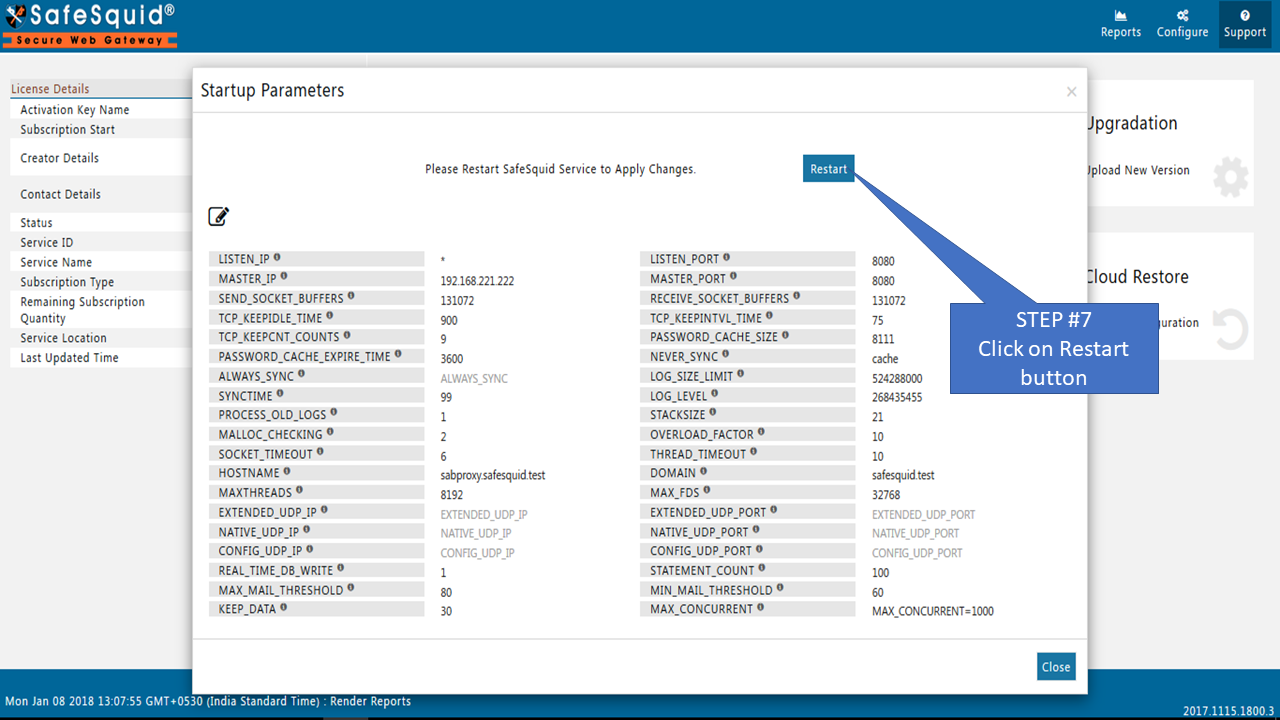 SafeSquid®
Secure Web Gateway
Reports Configure Support
License Details
Activation Key Name
Subscription Start
Creator Details
Contact Details
Status
Service ID
Service Name
Subscription Type
Remaining Subscription
Quantity
Service Location
Last Updated Time
Startup Parameters ×
Please Restart SafeSquid Service to Apply Changes. Restart
LISTEN_IP * LISTEN_PORT 8080
MASTER_IP 192.168.221.222 MASTER_PORT 8080
SEND_SOCKET_BUFFERS 131072 RECEIVE_SOCKET_BUFFERS 131072
TCP_KEEPIDLE_TIME 900 TCP_KEEPINTVL_TIME 75
TCP_KEEPCNT_COUNTS 9 PASSWORD_CACHE_SIZE 8111
PASSWORD_CACHE_EXPIRE_TIME 3600 NEVER_SYNC cache
ALWAYS_SYNC ALWAYS_SYNC LOG_SIZE_LIMIT 524288000
SYNCTIME 99 LOG_LEVEL 268435455
PROCESS_OLD_LOGS 1 STACKSIZE 21
MALLOC_CHECKING 2 OVERLOAD_FACTOR 10
SOCKET_TIMEOUT 6 THREAD_TIMEOUT 10
HOSTNAME sabproxy.safesquid.test DOMAIN safesquid.test
MAXTHREADS 8192 MAX_FDS 32768
EXTENDED_UDP_IP EXTENDED_UDP_IP EXTENDED_UDP_PORT EXTENDED_UDP_PORT
NATIVE_UDP_IP NATIVE_UDP_IP NATIVE_UDP_PORT NATIVE_UDP_PORT
CONFIG_UDP_IP CONFIG_UDP_IP CONFIG_UDP_PORT CONFIG_UDP_PORT
REAL_TIME_DB_WRITE 1 STATEMENT_COUNT 100
MAX_MAIL_THRESHOLD 80 MIN_MAIL_THRESHOLD 60
KEEP_DATA 30 MAX_CONCURRENT MAX_CONCURRENT=1000
Close
STEP #7
Click on Restart
button
Upgradation
Upload New Version
Cloud Restore
guration
Mon Jan 08 2018 13:07:55 GMT+0530 (India Standard Time) : Render Reports
2017.1115.1800.3